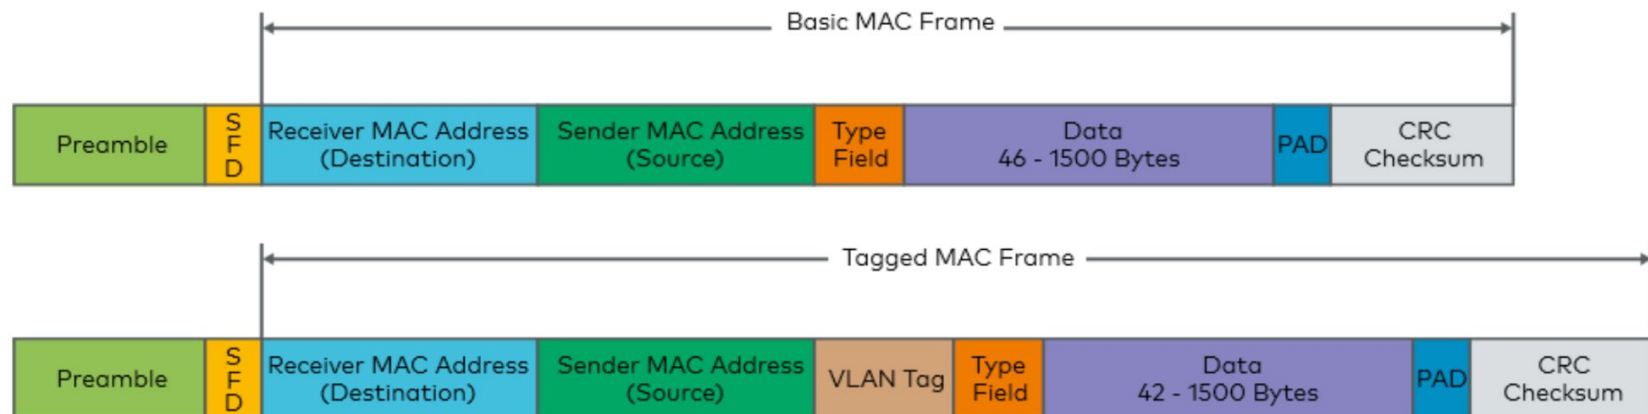 Basic MAC Frame
Preamble
SFD
Receiver MAC Address
(Destination)
Sender MAC Address
(Source)
Type
Field
Data
46 - 1500 Bytes
PAD
CRC
Checksum
Tagged MAC Frame
Preamble
SFD
Receiver MAC Address
(Destination)
Sender MAC Address
(Source)
VLAN Tag
Type
Field
Data
42 - 1500 Bytes
PAD
CRC
Checksum